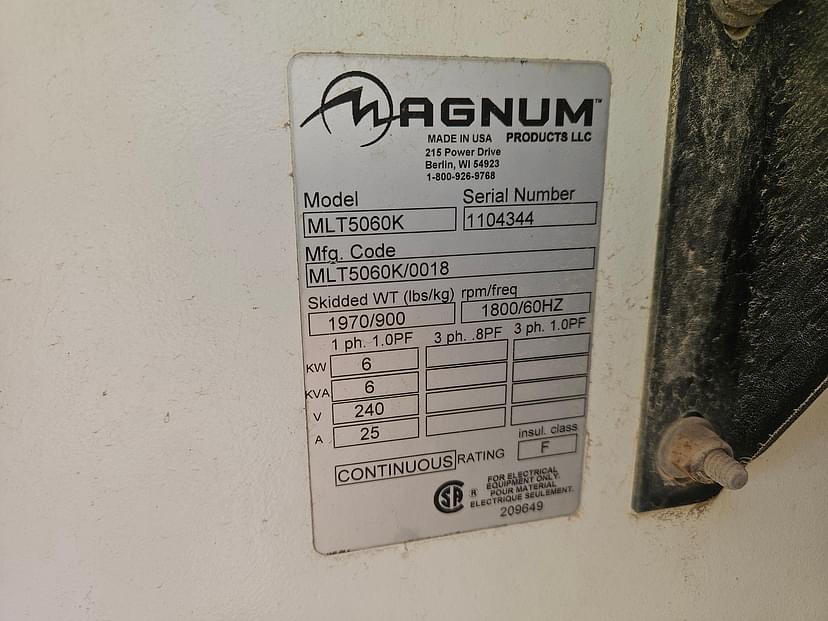 MAGNUM™
MADE IN USA PRODUCTS LLC
215 Power Drive
Berlin, WI 54923
1-800-926-9768
Model Serial Number
MLT5060K 1104344
Mfg. Code
MLT5060K/0018
Skidded WT (lbs/kg) rpm/freq
1970/900 1800/60HZ
1 ph. 1.0PF 3 ph. .8PF 3 ph. 1.0PF
KW 6
KVA 6
V 240
A 25
insul. class
CONTINUOUS RATING F
FOR ELECTRICAL
EQUIPMENT ONLY.
POUR MATERIAL
ELECTRIQUE SEULEMENT.
CSA ®
209649